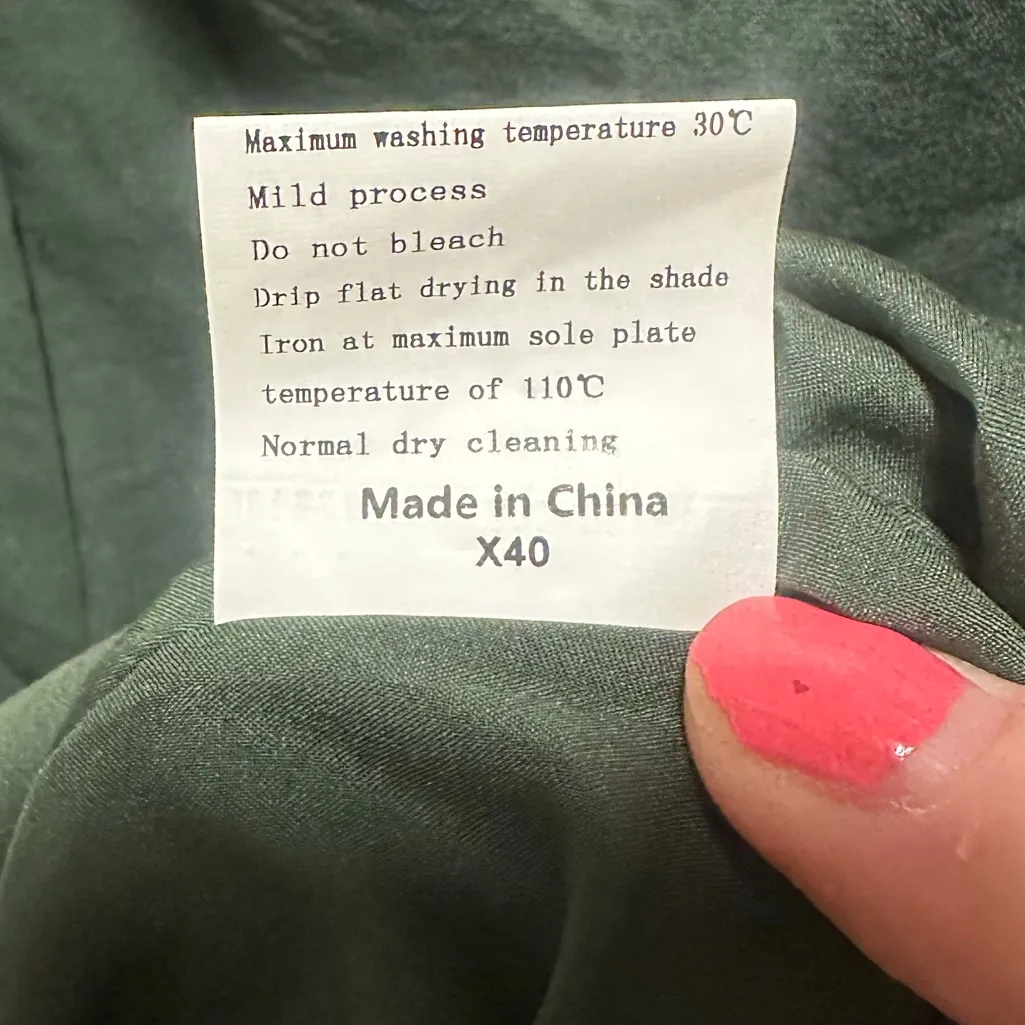 Maximum washing temperature 30℃
Mild process
Do not bleach
Drip flat drying in the shade
Iron at maximum sole plate
temperature of 110℃
Normal dry cleaning
Made in China
X40